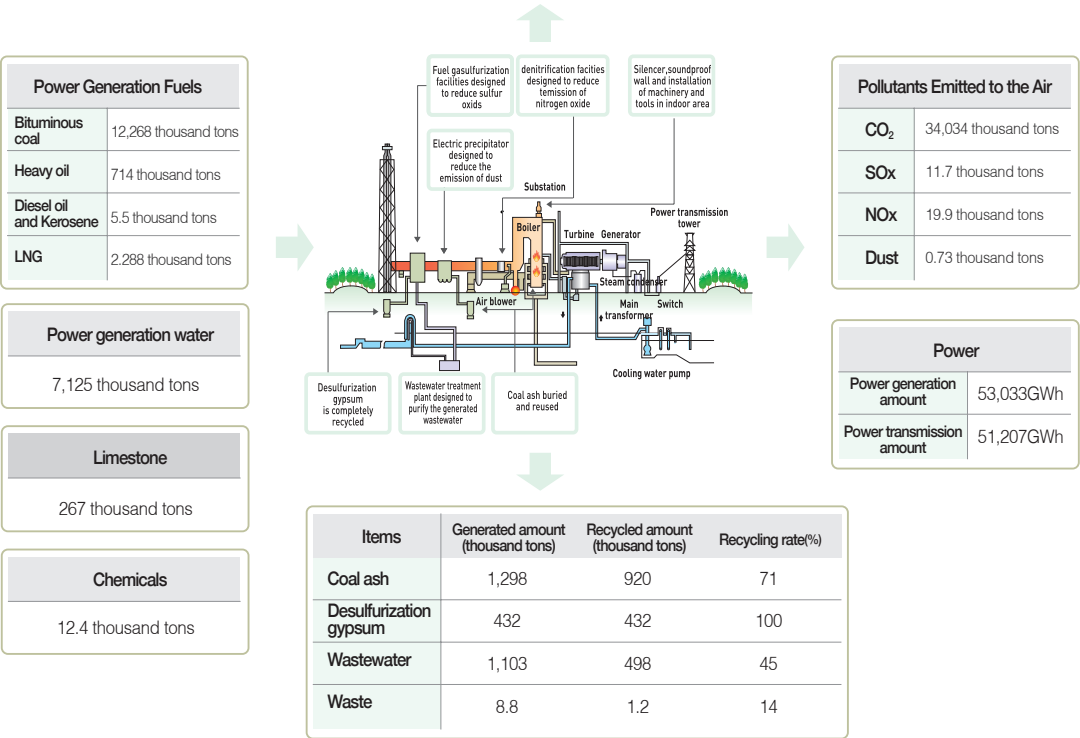 Power Generation Fuels
Bituminous
coal
12,268 thousand tons
Heavy oil
714 thousand tons
Diesel oil
and Kerosene
5.5 thousand tons
LNG
2.288 thousand tons
Power generation water
7,125 thousand tons
Limestone
267 thousand tons
Chemicals
12.4 thousand tons
Fuel gasulfurization
facilities designed
to reduce sulfur
oxids
denitrification facities
designed to reduce
temission of
nitrogen oxide
Silencer,soundproof
wall and installation
of machinery and
tools in indoor area
Electric precipitator
designed to
reduce the
emission of dust
Substation
Boiler
Turbine
Generator
Power transmission
tower
Steam condenser
Air blower
Main
transformer
Switch
Cooling water pump
Desulfurization
gypsum
is completely
recycled
Wastewater treatment
plant designed to
purify the generated
wastewater
Coal ash buried
and reused
Pollutants Emitted to the Air
CO₂
34,034 thousand tons
SOx
11.7 thousand tons
NOx
19.9 thousand tons
Dust
0.73 thousand tons
Power
Power generation
amount
53,033GWh
Power transmission
amount
51,207GWh
Items
Generated amount
(thousand tons)
Recycled amount
(thousand tons)
Recycling rate(%)
Coal ash
1,298
920
71
Desulfurization
gypsum
432
432
100
Wastewater
1,103
498
45
Waste
8.8
1.2
14